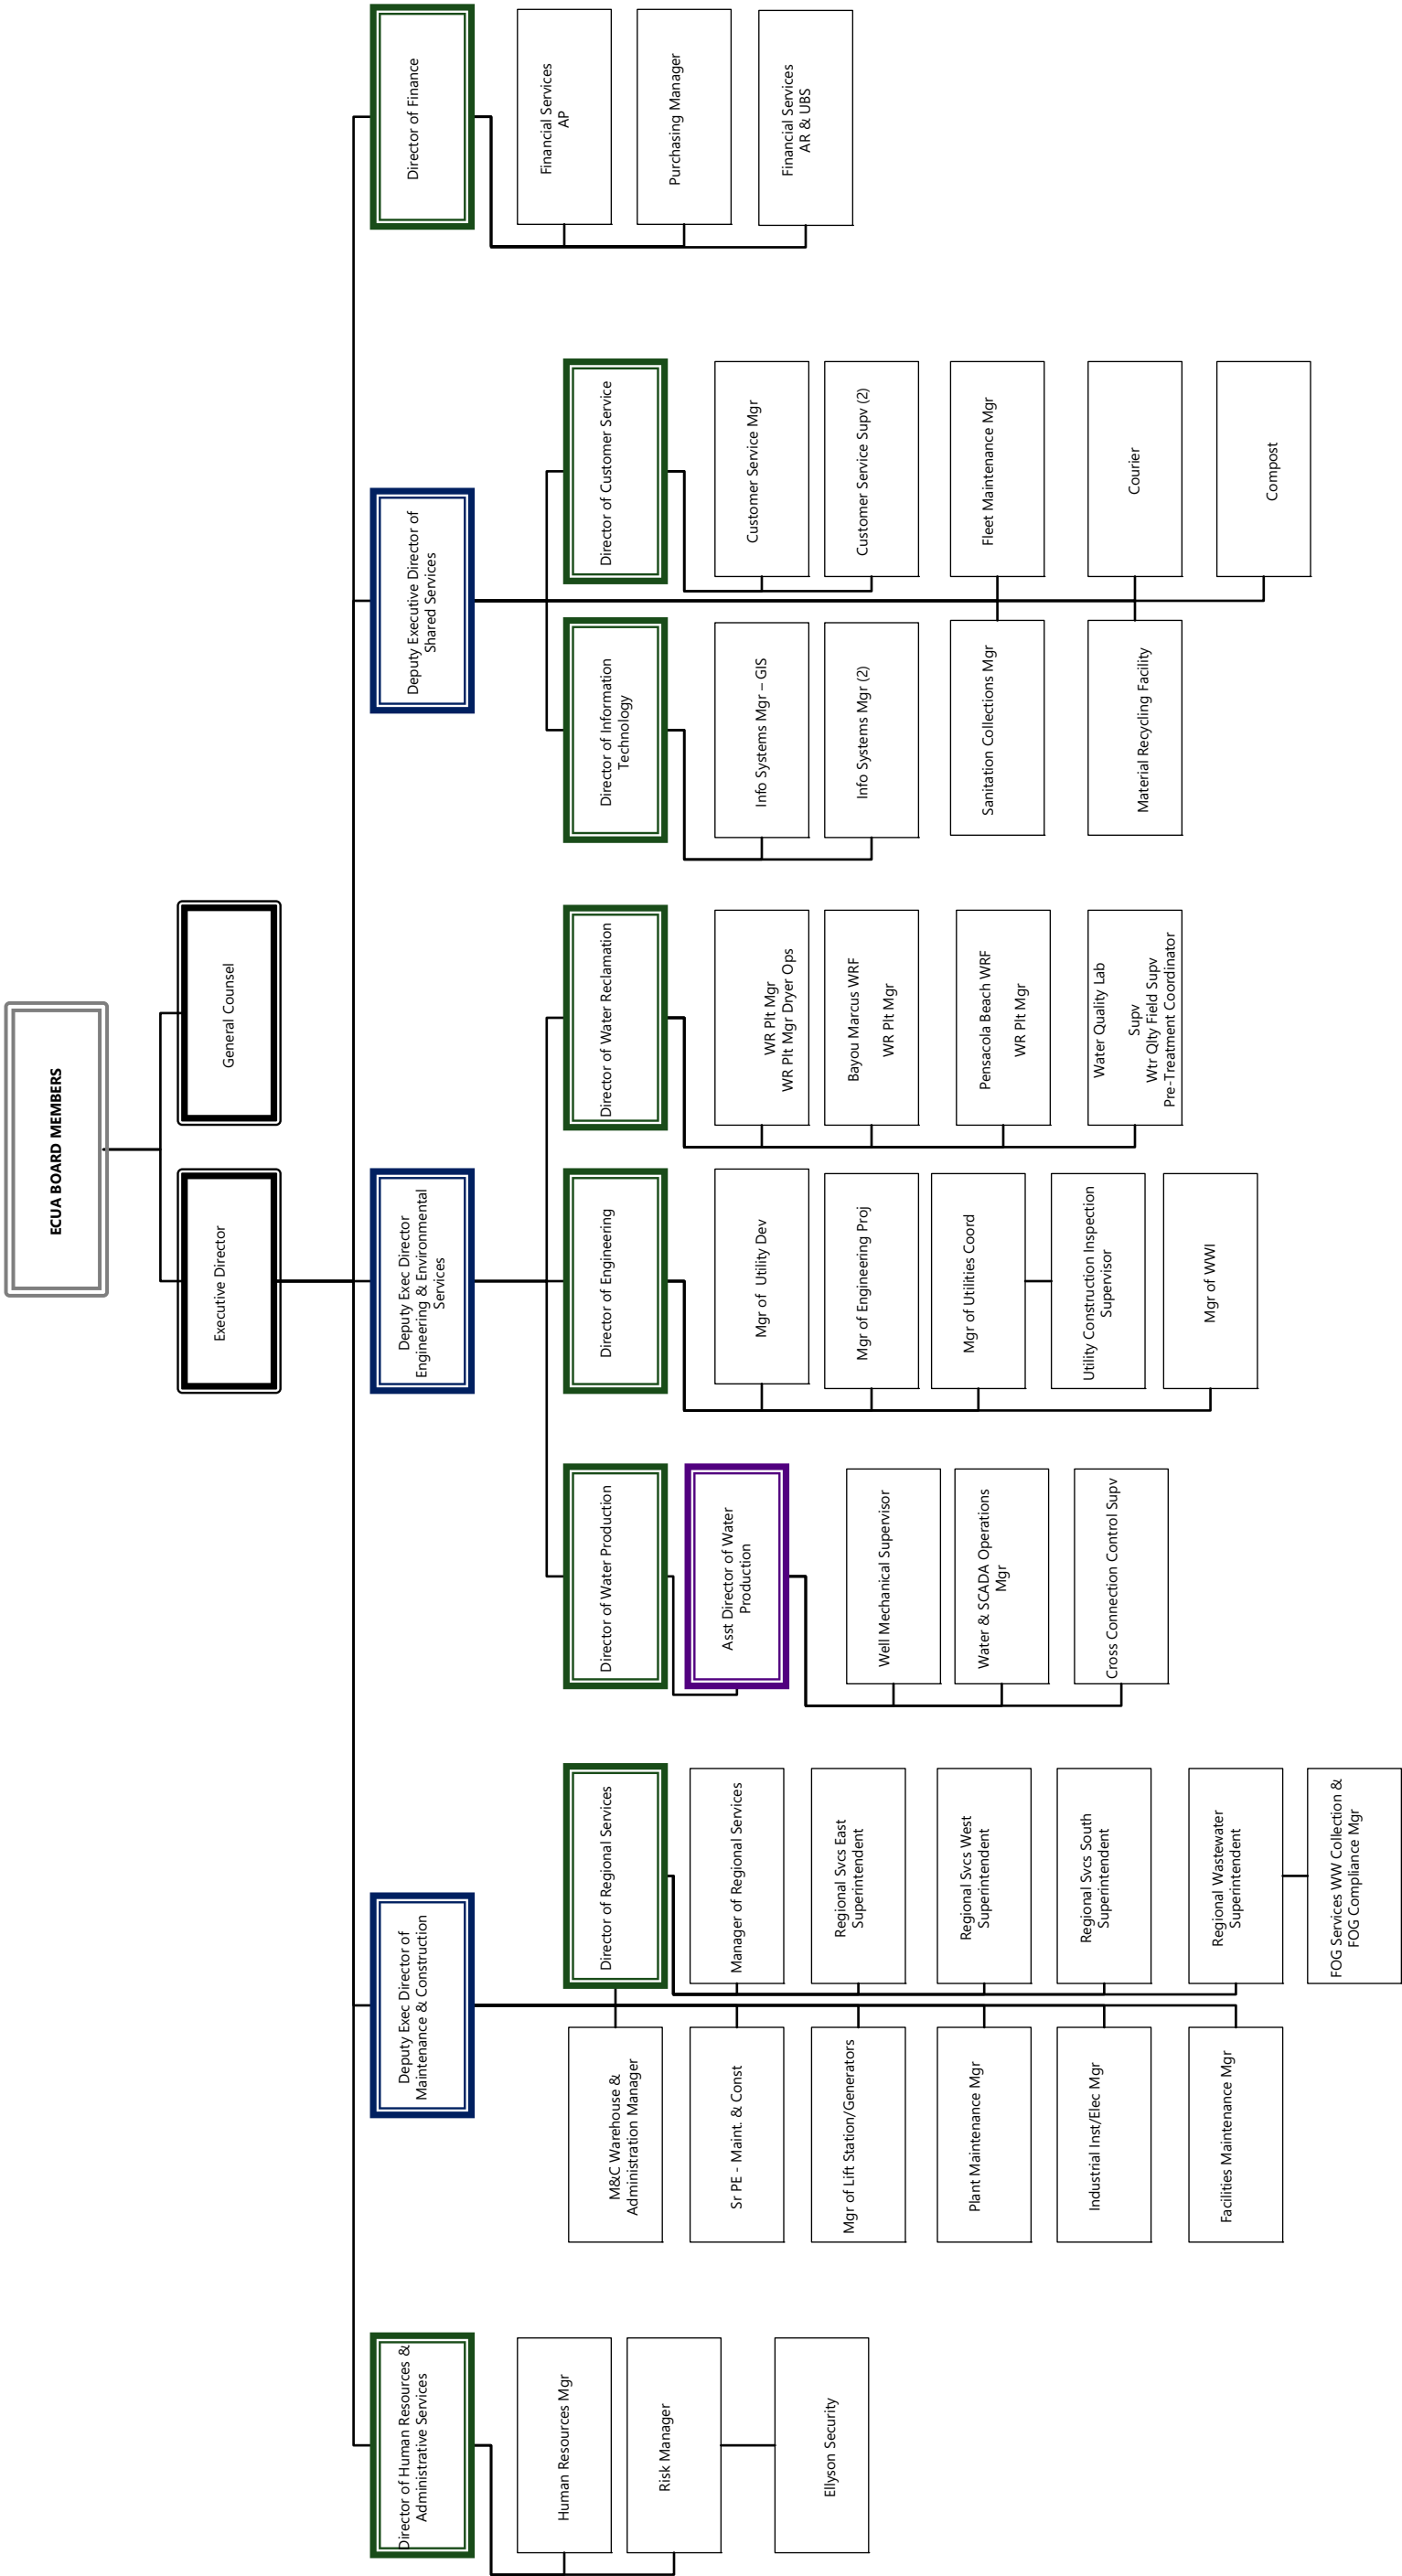 ECUA BOARD MEMBERS
Executive Director
General Counsel
Director of Human Resources &
Administrative Services
Deputy Exec Director of
Maintenance & Construction
Deputy Exec Director
Engineering & Environmental
Services
Deputy Executive Director of
Shared Services
Director of Finance
Human Resources Mgr
Risk Manager
Ellyson Security
Director of Regional Services
M&C Warehouse &
Administration Manager
Sr PE - Maint. & Const
Mgr of Lift Station/Generators
Plant Maintenance Mgr
Industrial Inst/Elec Mgr
Facilities Maintenance Mgr
Manager of Regional Services
Regional Svcs East
Superintendent
Regional Svcs West
Superintendent
Regional Svcs South
Superintendent
Regional Wastewater
Superintendent
FOG Services WW Collection &
FOG Compliance Mgr
Director of Water Production
Asst Director of Water
Production
Well Mechanical Supervisor
Water & SCADA Operations
Mgr
Cross Connection Control Supv
Director of Engineering
Mgr of Utility Dev
Mgr of Engineering Proj
Mgr of Utilities Coord
Utility Construction Inspection
Supervisor
Mgr of WWI
Director of Water Reclamation
WR Plt Mgr
WR Plt Mgr Dryer Ops
Bayou Marcus WRF
WR Plt Mgr
Pensacola Beach WRF
WR Plt Mgr
Water Quality Lab
Supv
Wtr Qlty Field Supv
Pre-Treatment Coordinator
Director of Information
Technology
Info Systems Mgr – GIS
Info Systems Mgr (2)
Sanitation Collections Mgr
Material Recycling Facility
Director of Customer Service
Customer Service Mgr
Customer Service Supv (2)
Fleet Maintenance Mgr
Courier
Compost
Financial Services
AP
Purchasing Manager
Financial Services
AR & UBS